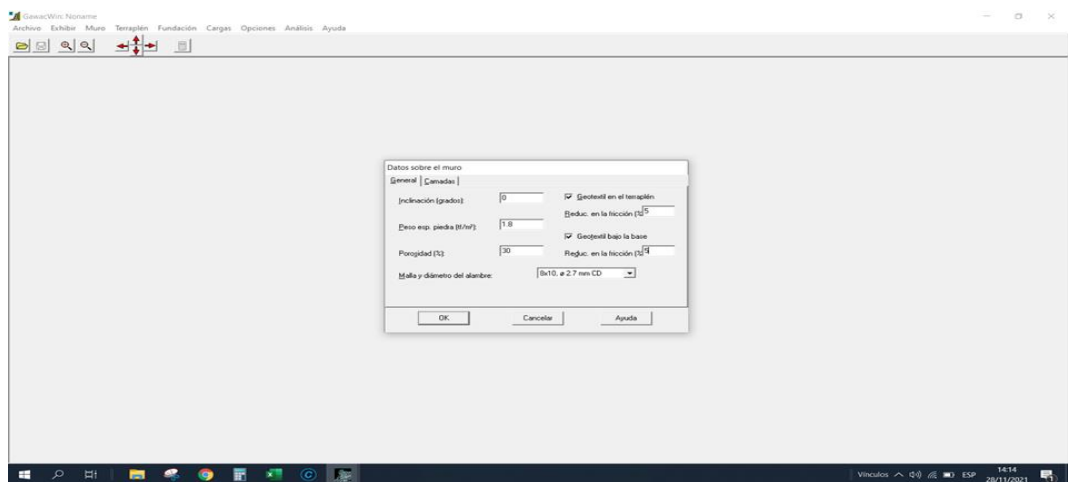 GawacWin: Noname
Archivo Exhibir Muro Terraplén Fundación Cargas Opciones Análisis Ayuda
Datos sobre el muro
General Camadas
Inclinación (grados): 0
Geotextil en el terraplén
Reduc. en la fricción (% 5
Peso esp. piedra (tf/m³): 1.8
Geotextil bajo la base
Porosidad (%): 30
Reduc. en la fricción (% 5
Malla y diámetro del alambre: 8x10, ø 2.7 mm CD
OK Cancelar Ayuda
Vínculos ESP 14:14
28/11/2021